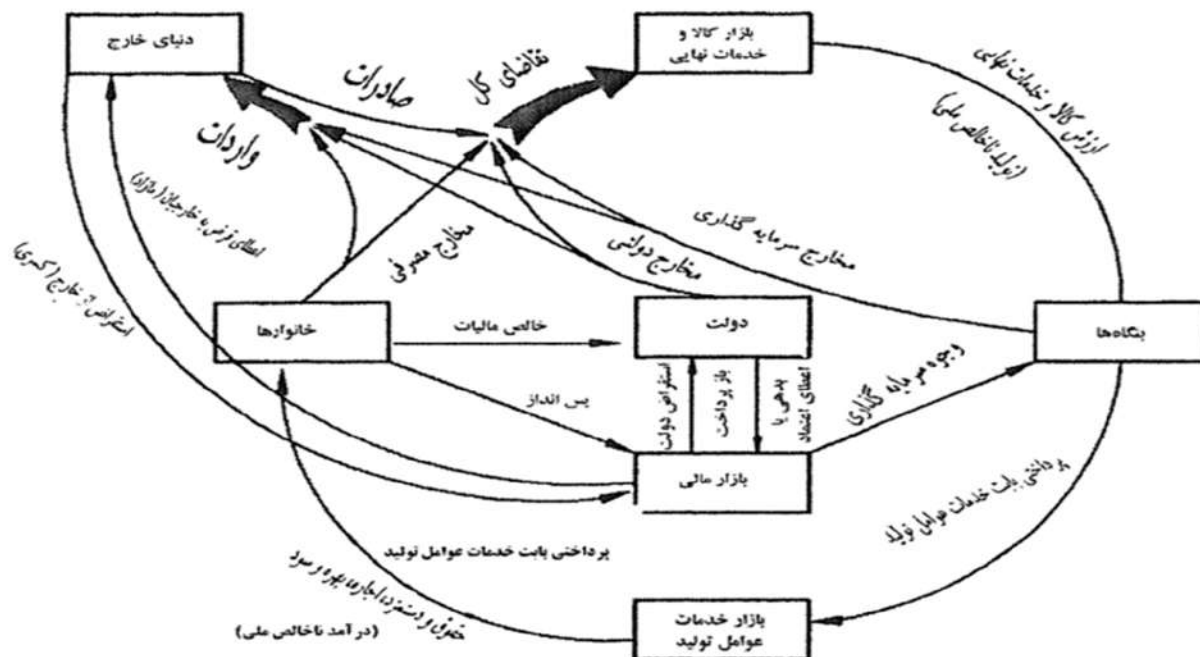 دنیای خارج
بازار کالا و
خدمات نهایی
صادرات
تقاضای کل
واردات
ارزش کالا و خدمات نهایی
(تولید ناخالص ملی)
اعطای قرض به خارجیان (مازاد)
استقراض از خارج (کسری)
مخارج مصرفی
مخارج دولتی
مخارج سرمایه گذاری
خانوارها
خالص مالیات
دولت
بنگاه‌ها
پس انداز
استقراض دولت
باز پرداخت
بدهی یا
اعطای اعتماد
وجوه سرمایه گذاری
بازار مالی
پرداختی بابت خدمات عوامل تولید
پرداختی بابت خدمات عوامل تولید
حقوق و دستمزد، اجاره‌ها بهره و سود
(درآمد ناخالص ملی)
بازار خدمات
عوامل تولید